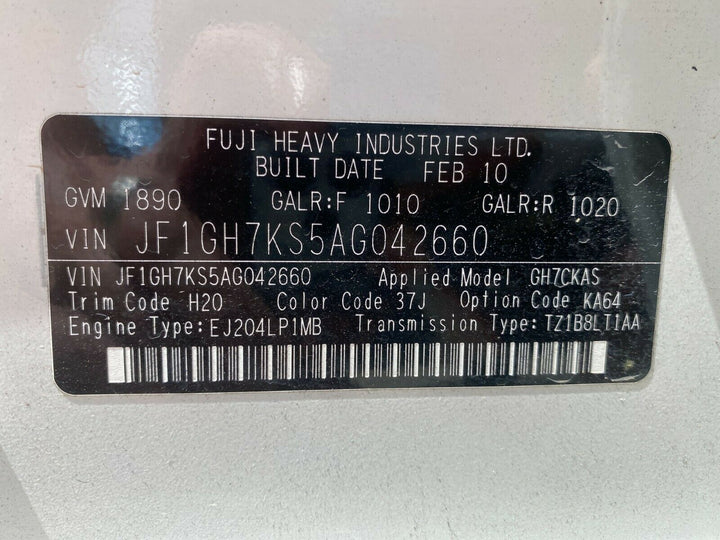 FUJI HEAVY INDUSTRIES LTD.
BUILT DATE FEB 10
GVM 1890 GALR:F 1010 GALR:R 1020
VIN JF1GH7KS5AG042660
VIN JF1GH7KS5AG042660 Applied Model GH7CKAS
Trim Code H20 Color Code 37J Option Code KA64
Engine Type:EJ204LP1MB Transmission Type:TZ1B8LT1AA